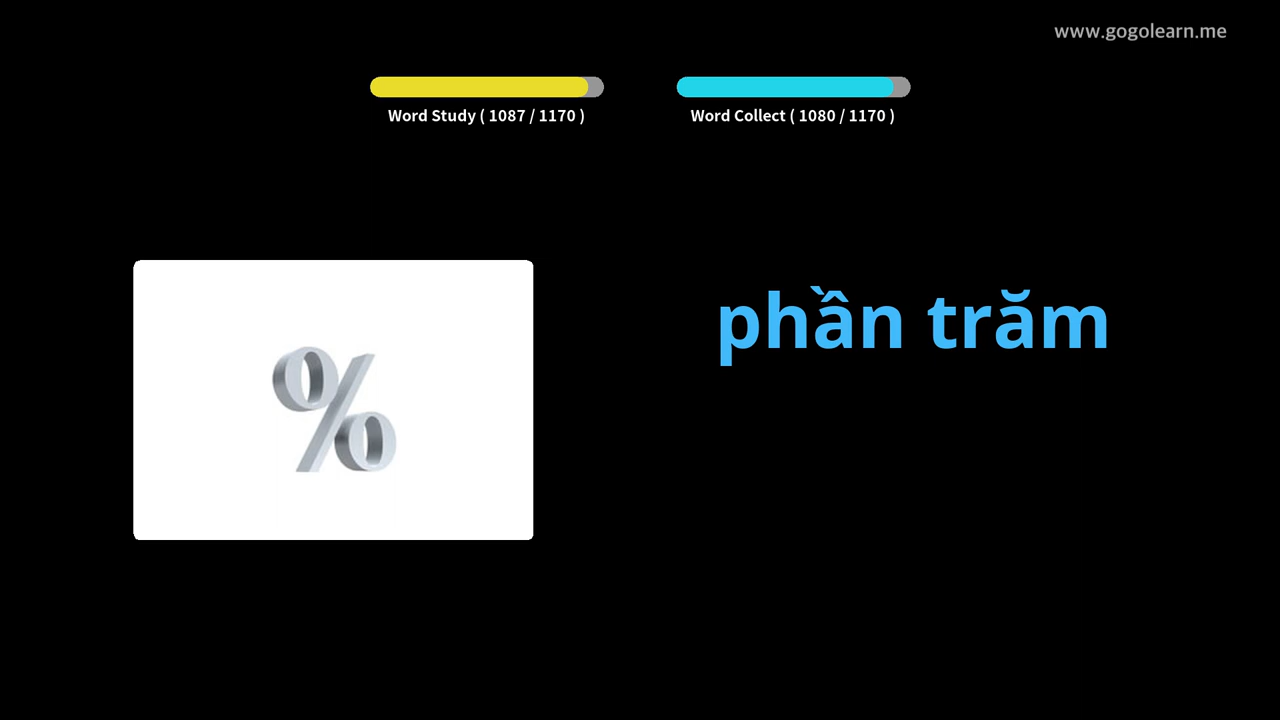 www.gogolearn.me
Word Study ( 1087 / 1170 )
Word Collect ( 1080 / 1170 )
%
phần trăm